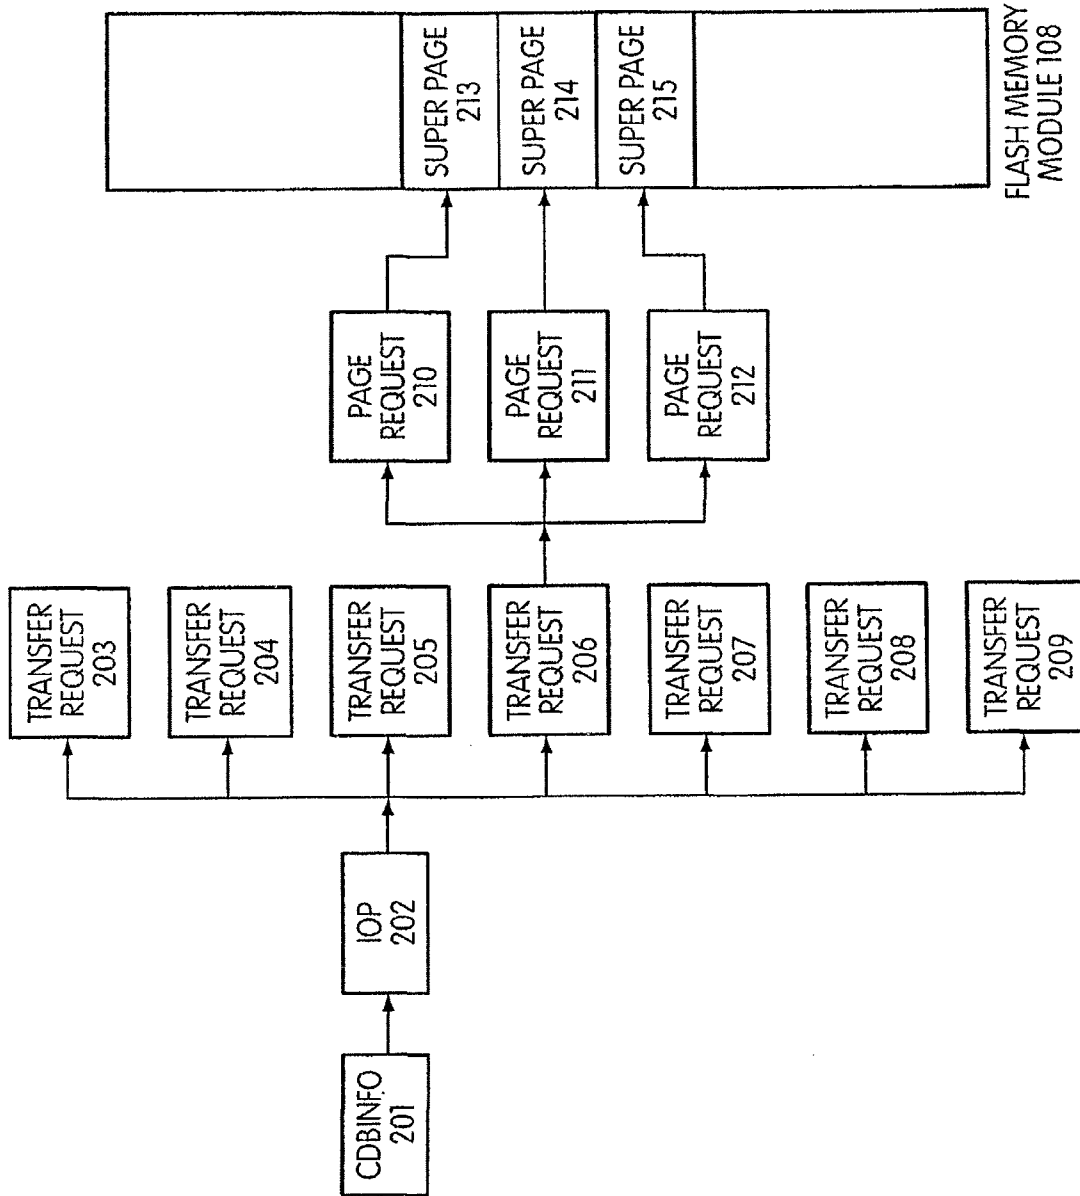 CDBINFO
201
IOP
202
TRANSFER
REQUEST
203
TRANSFER
REQUEST
204
TRANSFER
REQUEST
205
TRANSFER
REQUEST
206
TRANSFER
REQUEST
207
TRANSFER
REQUEST
208
TRANSFER
REQUEST
209
PAGE
REQUEST
210
PAGE
REQUEST
211
PAGE
REQUEST
212
SUPER PAGE
213
SUPER PAGE
214
SUPER PAGE
215
FLASH MEMORY
MODULE 108